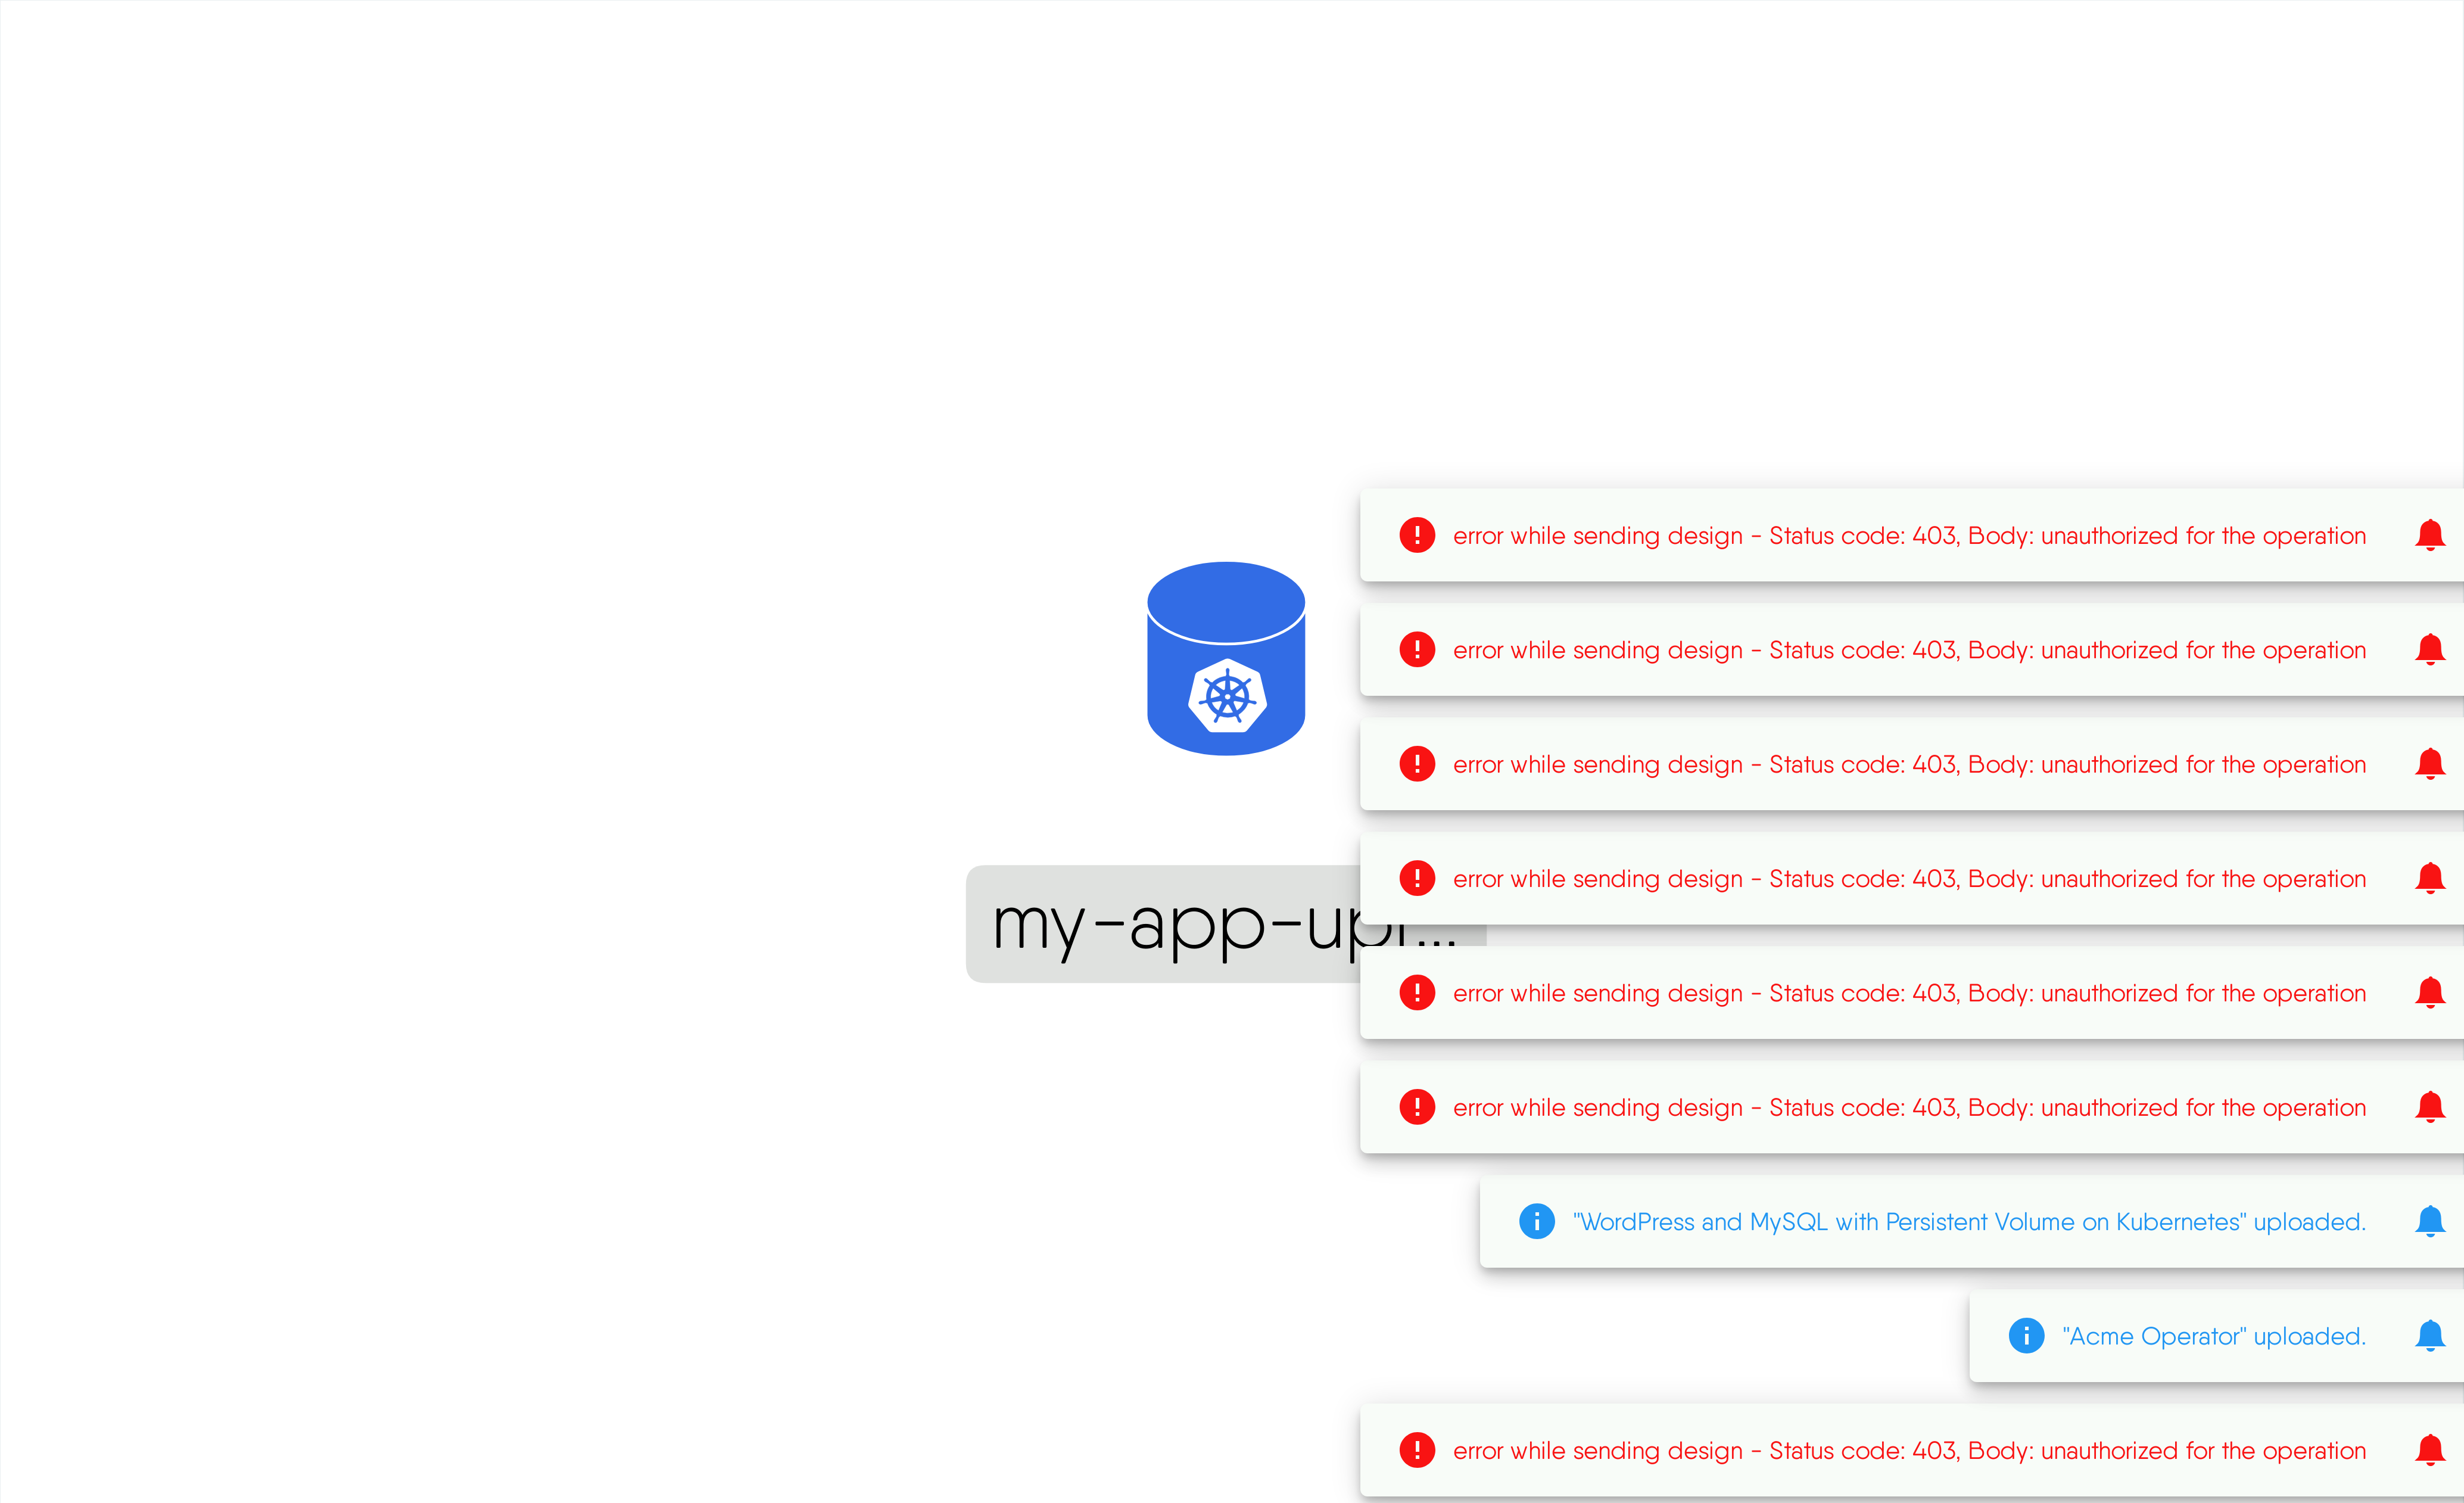 error while sending design - Status code: 403, Body: unauthorized for the operation
error while sending design - Status code: 403, Body: unauthorized for the operation
error while sending design - Status code: 403, Body: unauthorized for the operation
error while sending design - Status code: 403, Body: unauthorized for the operation
my-app-upr...
error while sending design - Status code: 403, Body: unauthorized for the operation
error while sending design - Status code: 403, Body: unauthorized for the operation
"WordPress and MySQL with Persistent Volume on Kubernetes" uploaded.
"Acme Operator" uploaded.
error while sending design - Status code: 403, Body: unauthorized for the operation